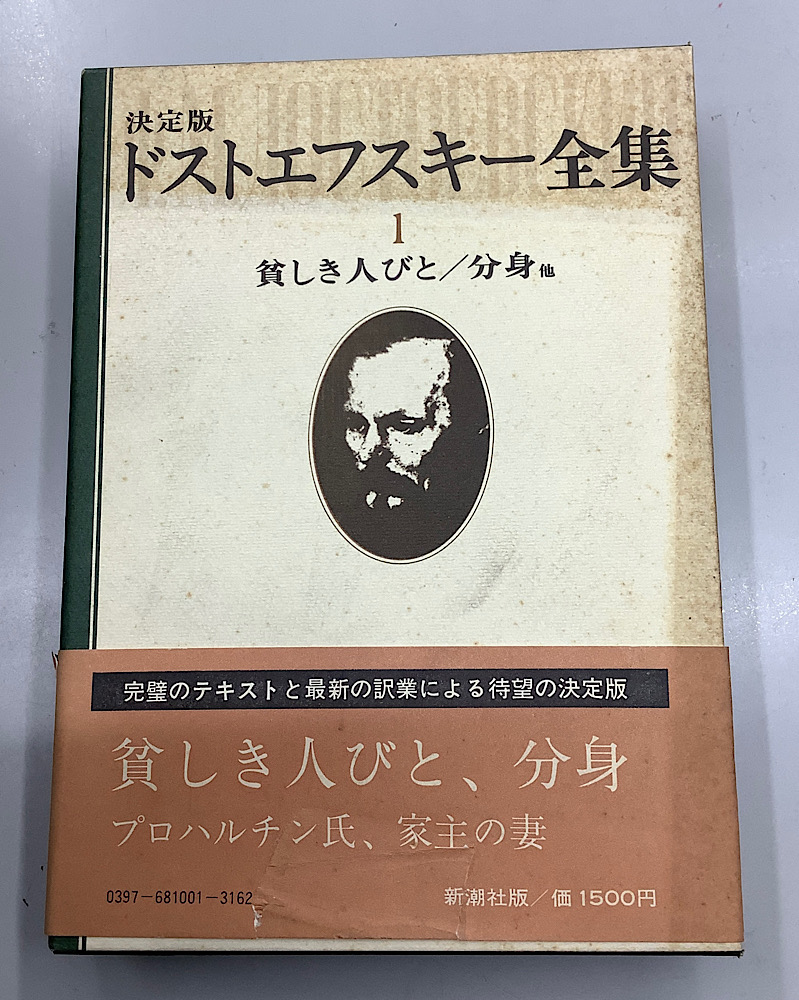 決定版
ドストエフスキー全集
1
貧しき人びと／分身他
完璧のテキストと最新の訳業による待望の決定版
貧しき人びと、分身
プロハルチン氏、家主の妻
0397−681001−3162
新潮社版／価1500円